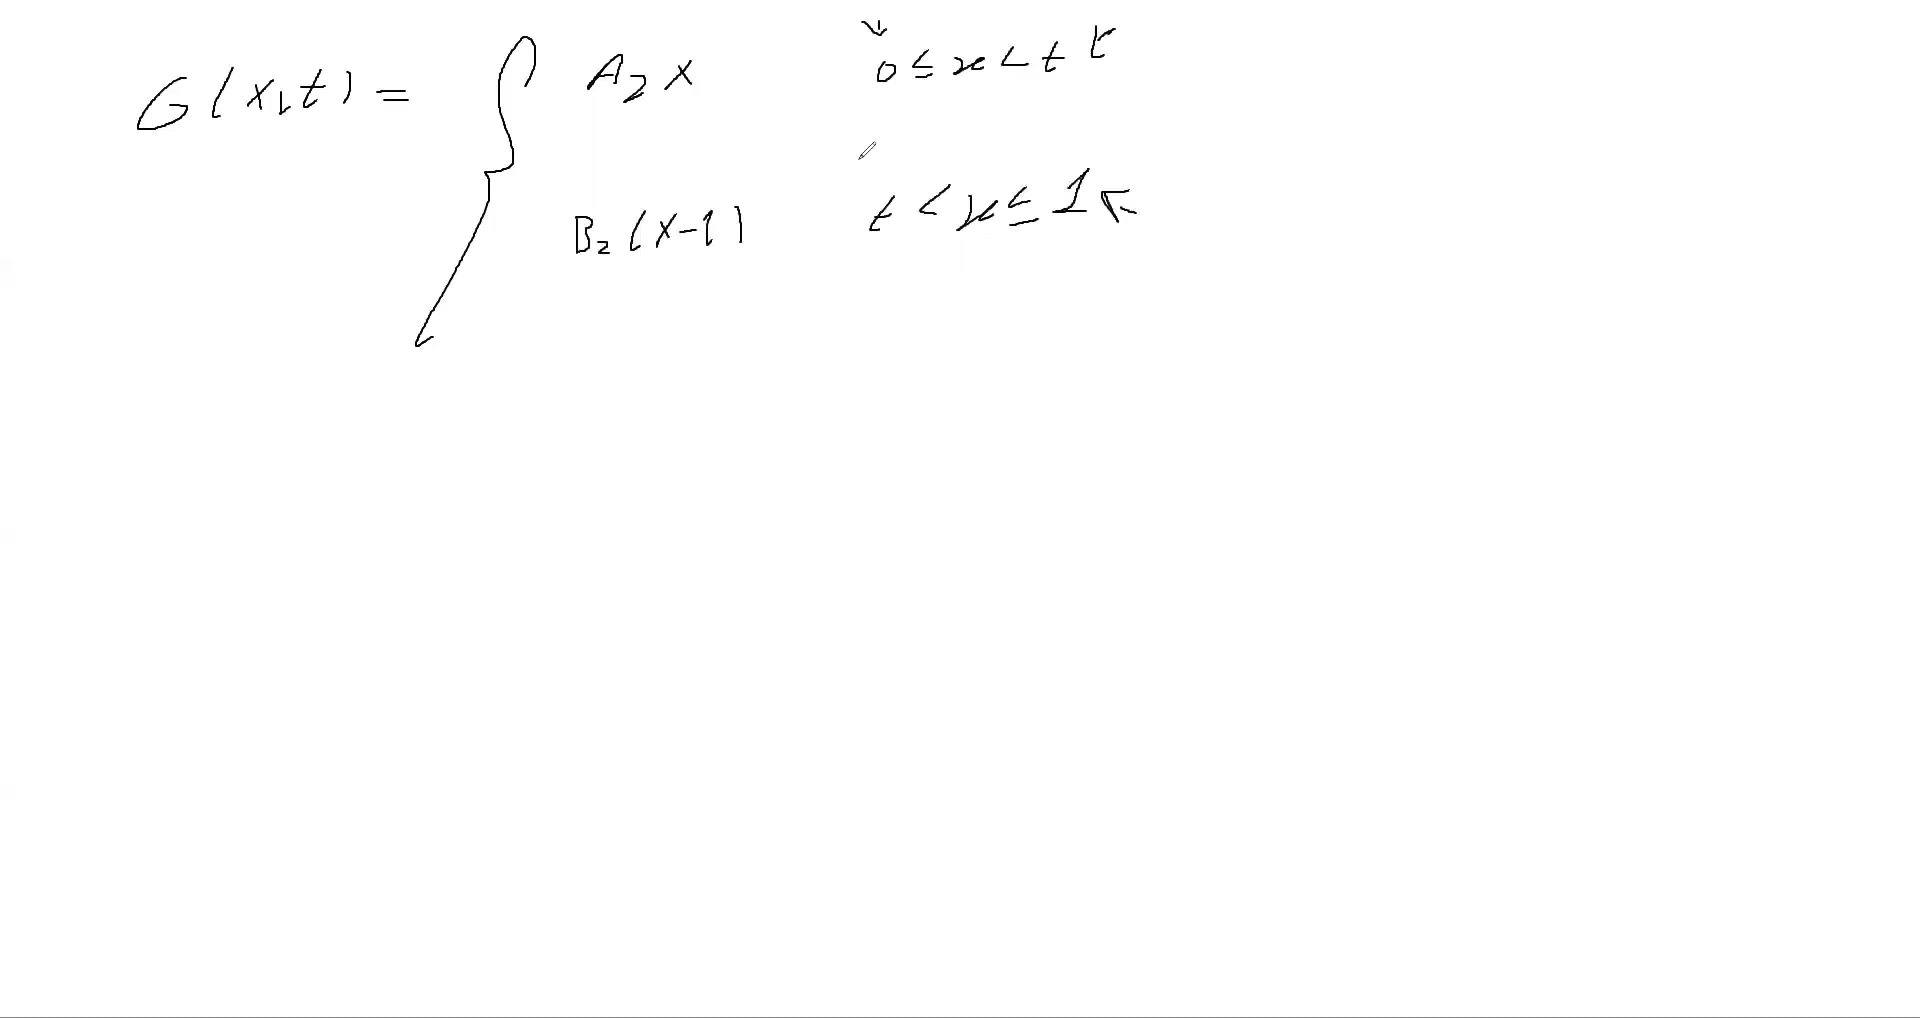 G(x,t) = { A₂x 0 ≤ x < t
B₂(x-1) t < x ≤ 1